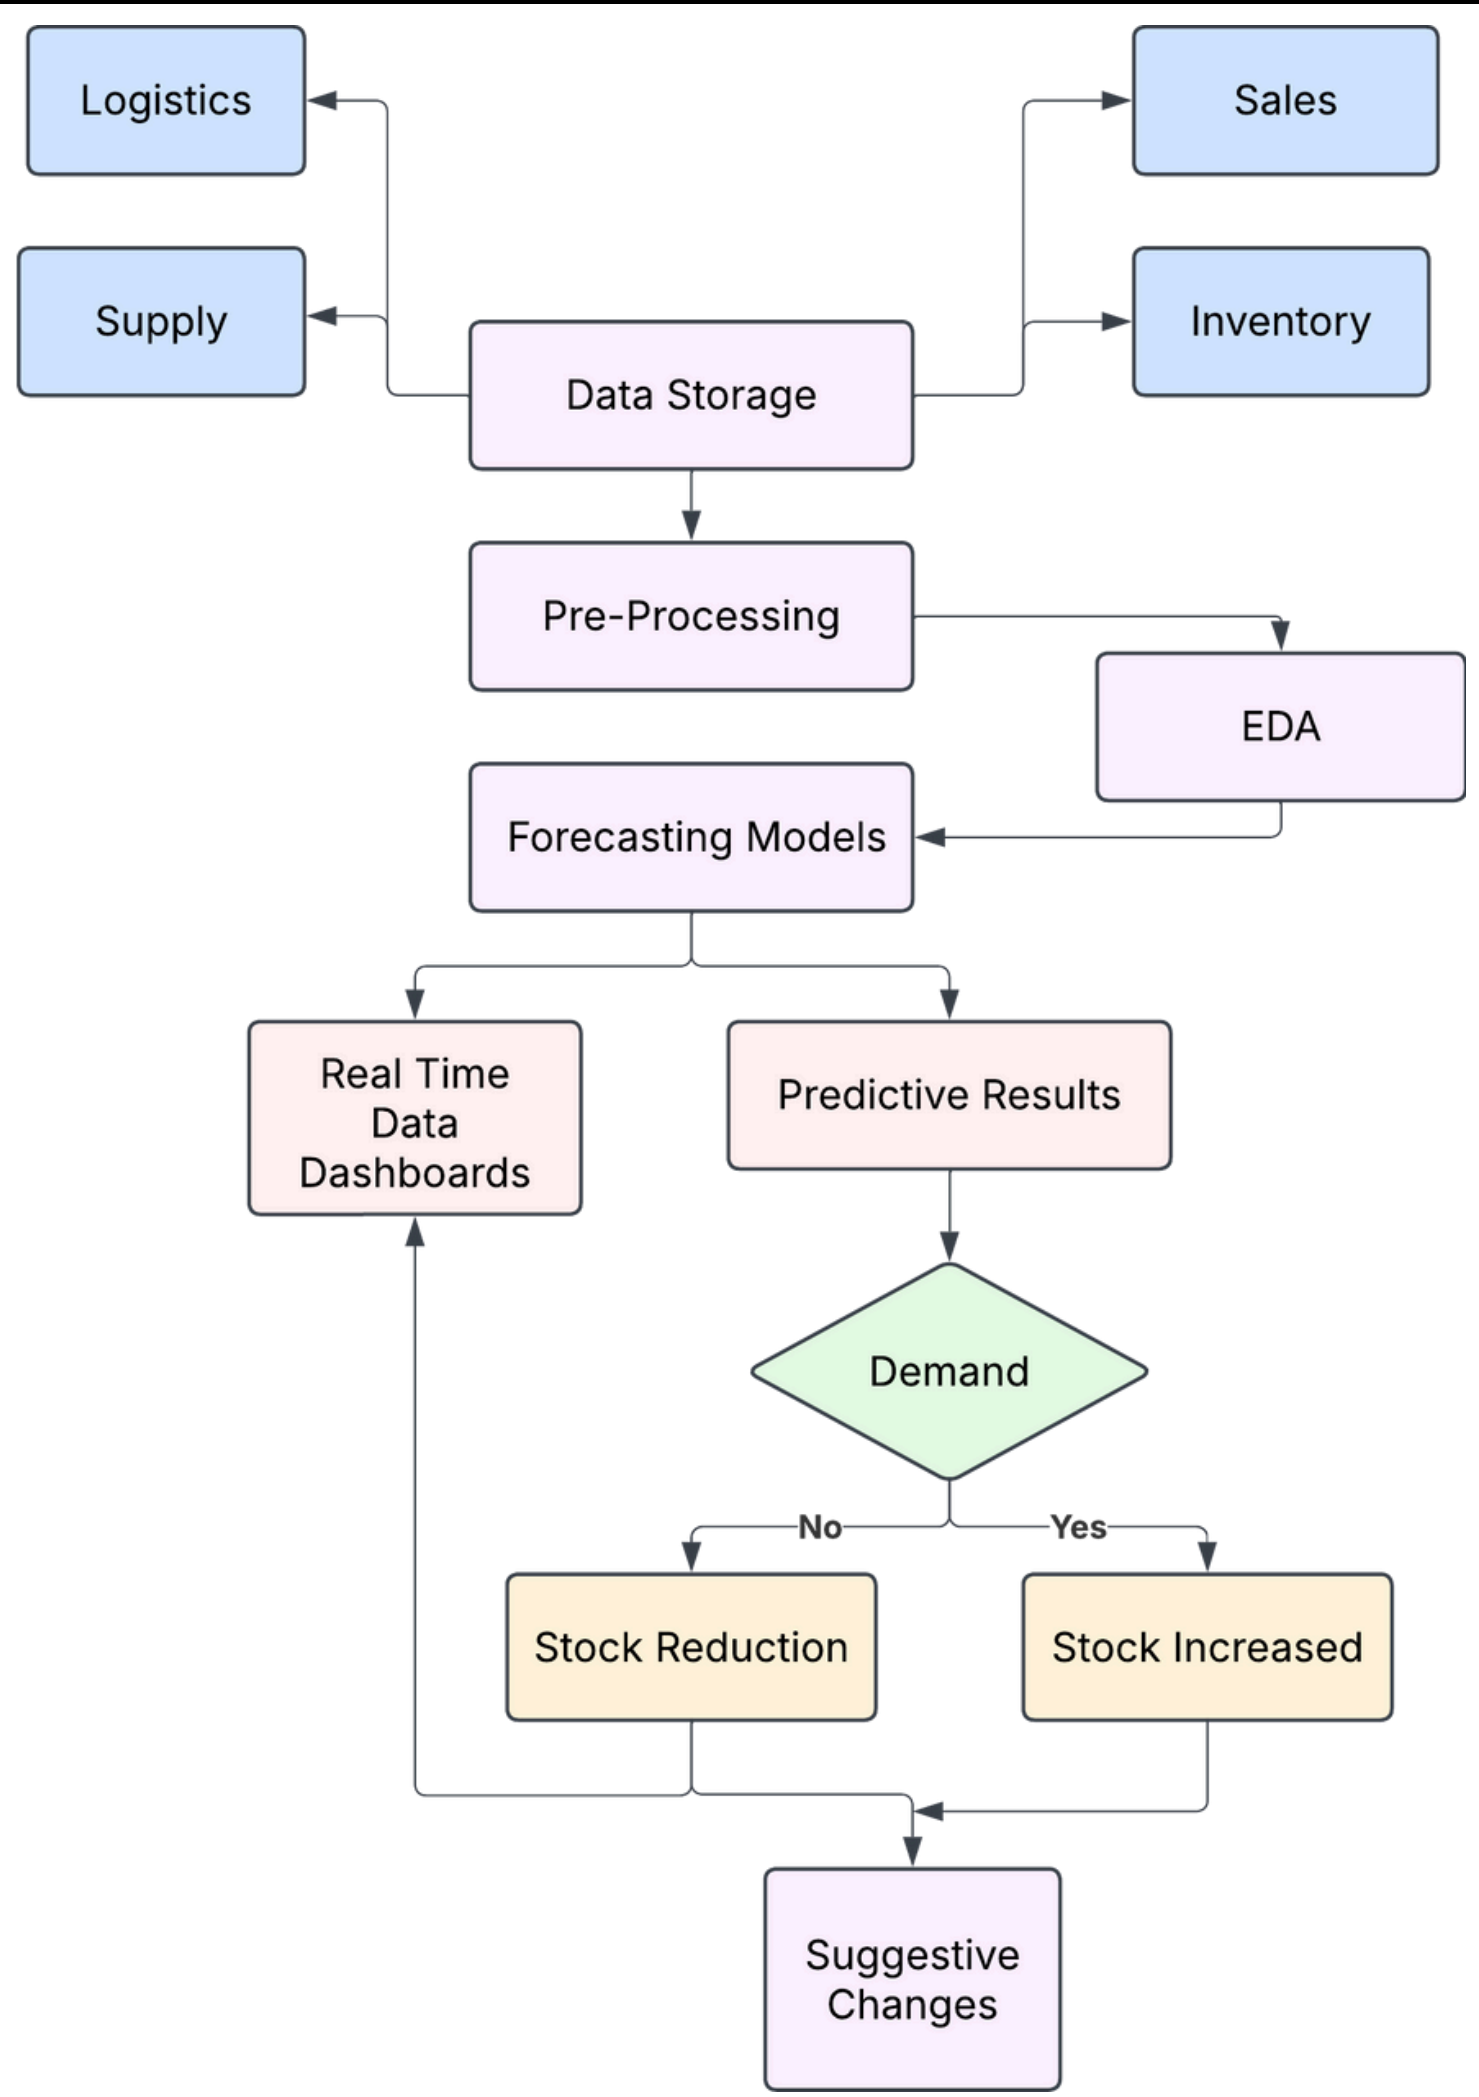 Logistics
Sales
Supply
Inventory
Data Storage
Pre-Processing
EDA
Forecasting Models
Real Time
Data
Dashboards
Predictive Results
Demand
No
Yes
Stock Reduction
Stock Increased
Suggestive
Changes